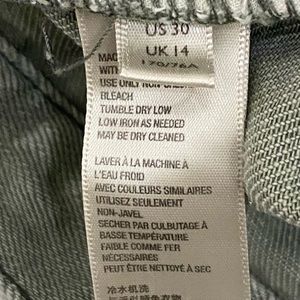 US 30
UK 14
170/76A
MAC
WITH
USE ONLY NON-
BLEACH
TUMBLE DRY LOW
LOW IRON AS NEEDED
MAY BE DRY CLEANED
LAVER À LA MACHINE À
L'EAU FROID
AVEC COULEURS SIMILAIRES
UTILISEZ SEULEMENT
NON-JAVEL
SECHER PAR CULBUTAGE À
BASSE TEMPÉRATURE
FAIBLE COMME FER
NÉCESSAIRES
PEUT ÊTRE NETTOYÉ À SEC
冷水机洗